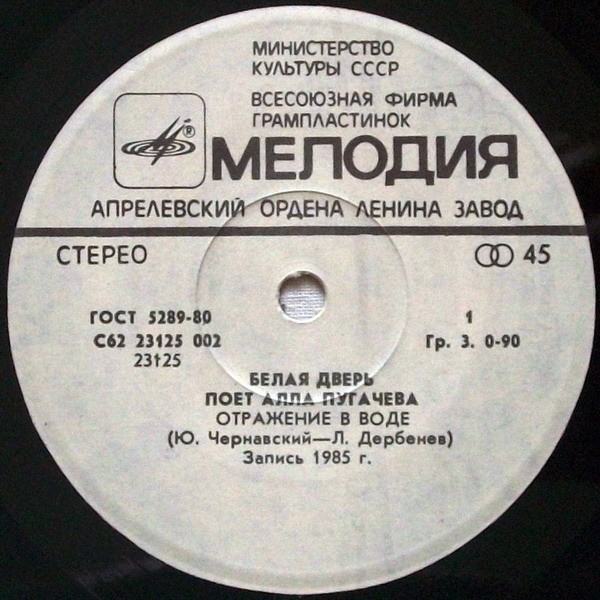 МИНИСТЕРСТВО
КУЛЬТУРЫ СССР
ВСЕСОЮЗНАЯ ФИРМА
ГРАМПЛАСТИНОК
®
МЕЛОДИЯ
АПРЕЛЕВСКИЙ ОРДЕНА ЛЕНИНА ЗАВОД
СТЕРЕО 45
ГОСТ 5289-80 1
С62 23125 002 Гр. 3. 0-90
23125
БЕЛАЯ ДВЕРЬ
ПОЕТ АЛЛА ПУГАЧЕВА
ОТРАЖЕНИЕ В ВОДЕ
(Ю. Чернавский—Л. Дербенев)
Запись 1985 г.